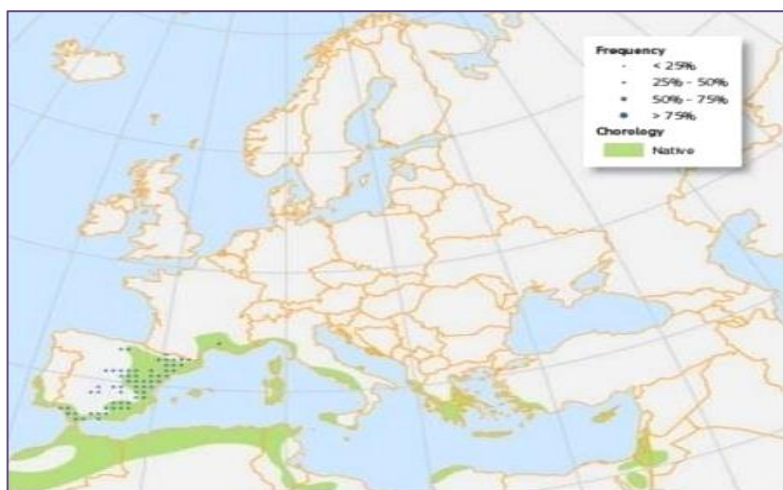 Frequency
< 25%
25% - 50%
50% - 75%
> 75%
Chorology
Native